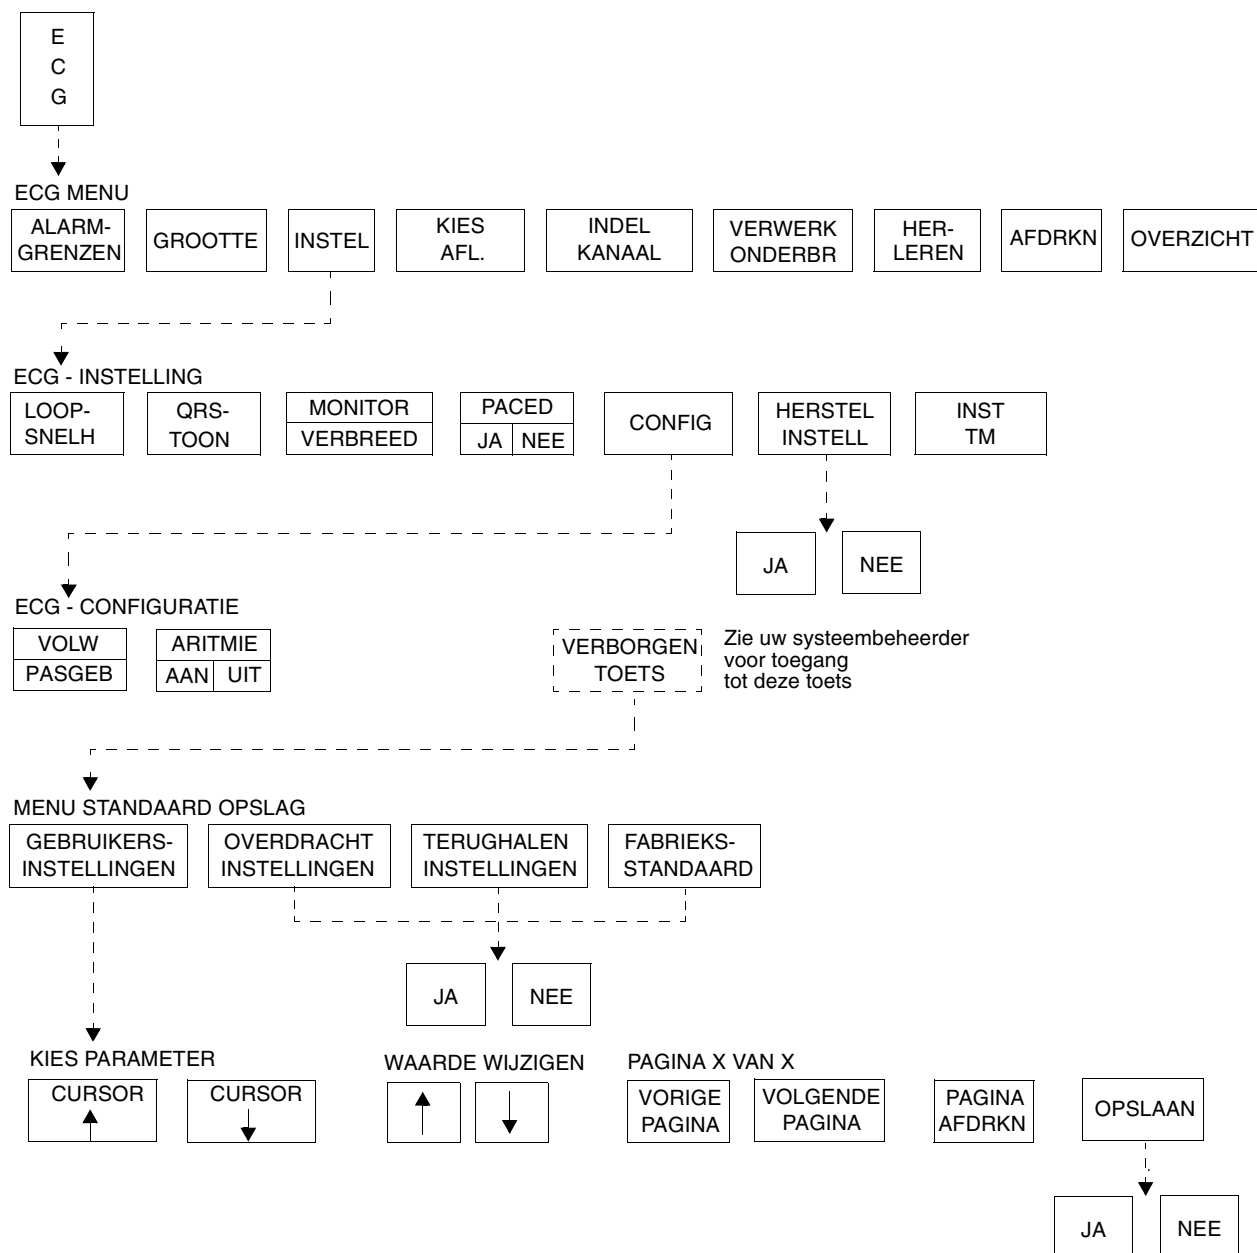 E
C
G
ECG MENU
ALARM-
GRENZEN
GROOTTE
INSTEL
KIES
AFL.
INDEL
KANAAL
VERWERK
ONDERBR
HER-
LEREN
AFDRKN
OVERZICHT
ECG - INSTELLING
LOOP-
SNELH
QRS-
TOON
MONITOR
VERBREED
PACED
JA NEE
CONFIG
HERSTEL
INSTELL
INST
TM
JA
NEE
ECG - CONFIGURATIE
VOLW
PASGEB
ARITMIE
AAN UIT
VERBORGEN
TOETS
Zie uw systeembeheerder
voor toegang
tot deze toets
MENU STANDAARD OPSLAG
GEBRUIKERS-
INSTELLINGEN
OVERDRACHT
INSTELLINGEN
TERUGHALEN
INSTELLINGEN
FABRIEKS-
STANDAARD
JA
NEE
KIES PARAMETER
CURSOR
CURSOR
WAARDE WIJZIGEN
PAGINA X VAN X
VORIGE
PAGINA
VOLGENDE
PAGINA
PAGINA
AFDRKN
OPSLAAN
JA
NEE